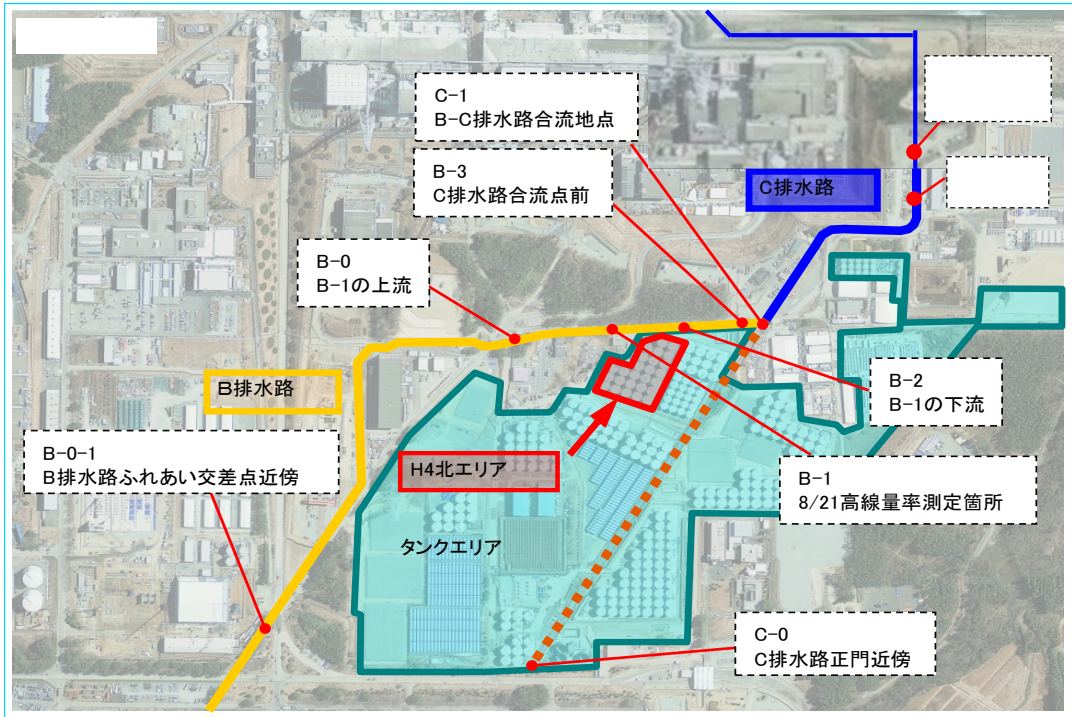 C-1
B-C排水路合流地点
B-3
C排水路合流点前
C排水路
B-0
B-1の上流
B排水路
B-2
B-1の下流
B-0-1
B排水路ふれあい交差点近傍
H4北エリア
B-1
8/21高線量率測定箇所
タンクエリア
C-0
C排水路正門近傍